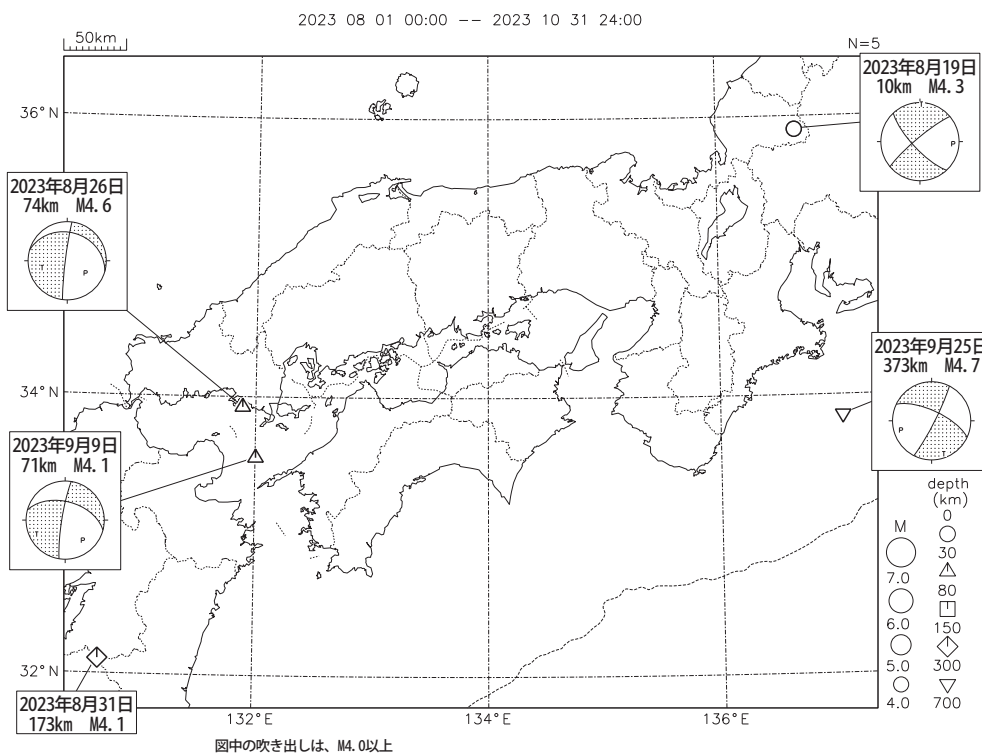 2023 08 01 00:00 -- 2023 10 31 24:00
50km
N=5
2023年8月19日
10km M4.3
P
36°N
2023年8月26日
74km M4.6
T
P
2023年9月25日
373km M4.7
P
T
34°N
2023年9月9日
71km M4.1
T
P
depth
(km)
0
30
80
150
300
700
M
7.0
6.0
5.0
4.0
32°N
2023年8月31日
173km M4.1
132°E
134°E
136°E
図中の吹き出しは、M4.0以上